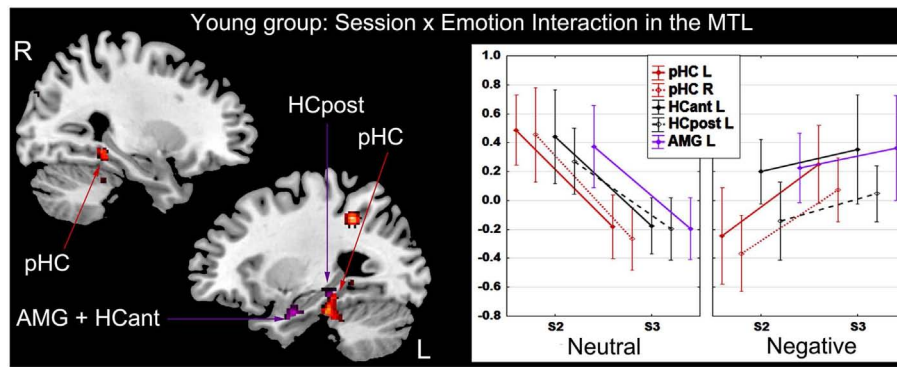 Young group: Session x Emotion Interaction in the MTL
R
HCpost
pHC
pHC
AMG + HCant
L
1.0
0.8
0.6
0.4
0.2
0.0
-0.2
-0.4
-0.6
-0.8
pHC L
pHC R
HCant L
HCpost L
AMG L
S2
S3
S2
S3
Neutral
Negative